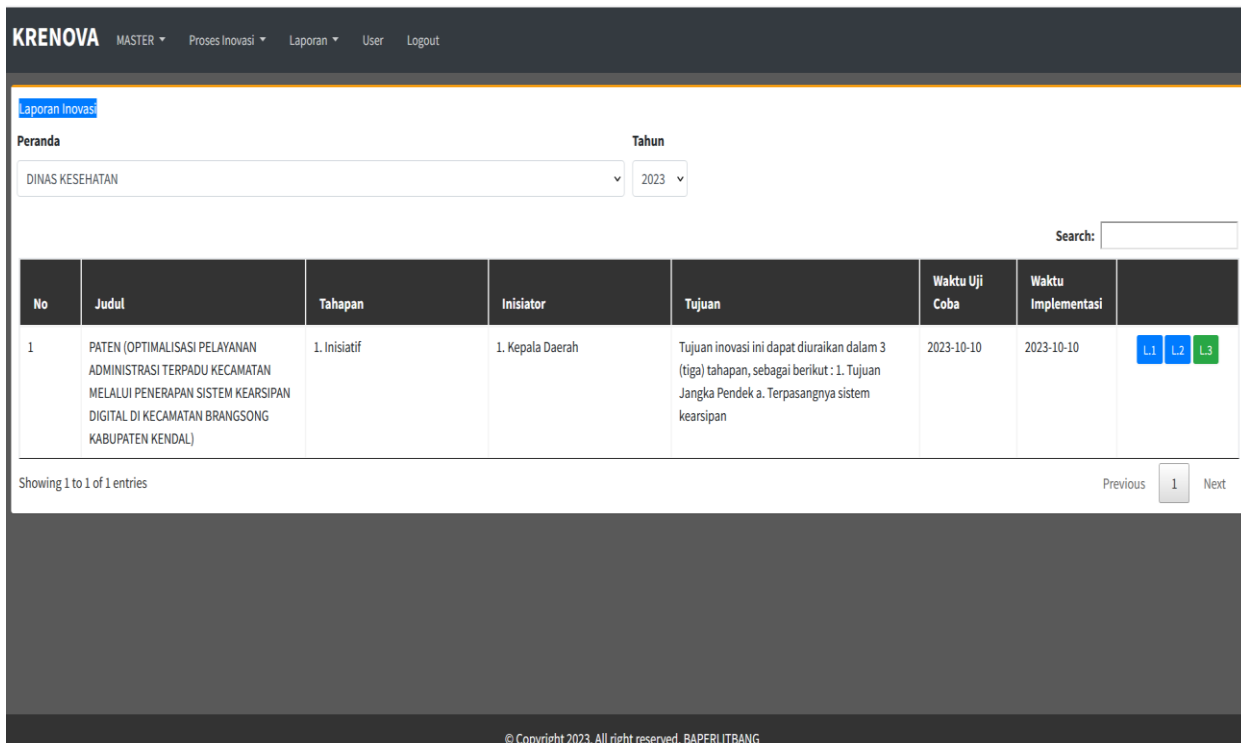 KRENOVA MASTER Proses Inovasi Laporan User Logout
Laporan Inovasi
Peranda Tahun
DINAS KESEHATAN 2023
Search:
No Judul Tahapan Inisiator Tujuan Waktu Uji Coba Waktu Implementasi
1 PATEN (OPTIMALISASI PELAYANAN 1. Inisiatif 1. Kepala Daerah Tujuan inovasi ini dapat diuraikan dalam 3 2023-10-10 2023-10-10 L.1 L.2 L.3
ADMINISTRASI TERPADU KECAMATAN (tiga) tahapan, sebagai berikut : 1. Tujuan
MELALUI PENERAPAN SISTEM KEARSIPAN Jangka Pendek a. Terpasangnya sistem
DIGITAL DI KECAMATAN BRANGSONG kearsipan
KABUPATEN KENDAL)
Showing 1 to 1 of 1 entries Previous 1 Next
© Copyright 2023. All right reserved. BAPERLITBANG